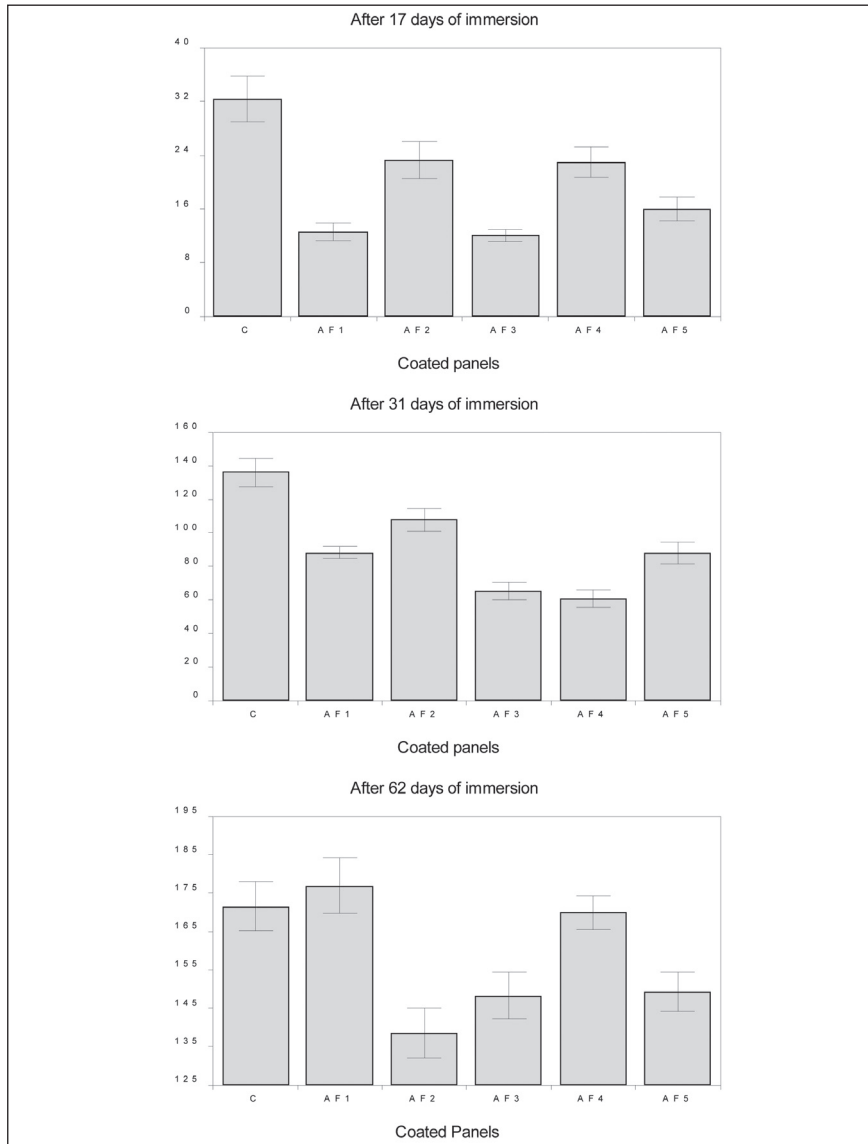 After 17 days of immersion
40
32
24
16
8
0
C AF1 AF2 AF3 AF4 AF5
Coated panels
After 31 days of immersion
160
140
120
100
80
60
40
20
0
C AF1 AF2 AF3 AF4 AF5
Coated panels
After 62 days of immersion
195
185
175
165
155
145
135
125
C AF1 AF2 AF3 AF4 AF5
Coated Panels